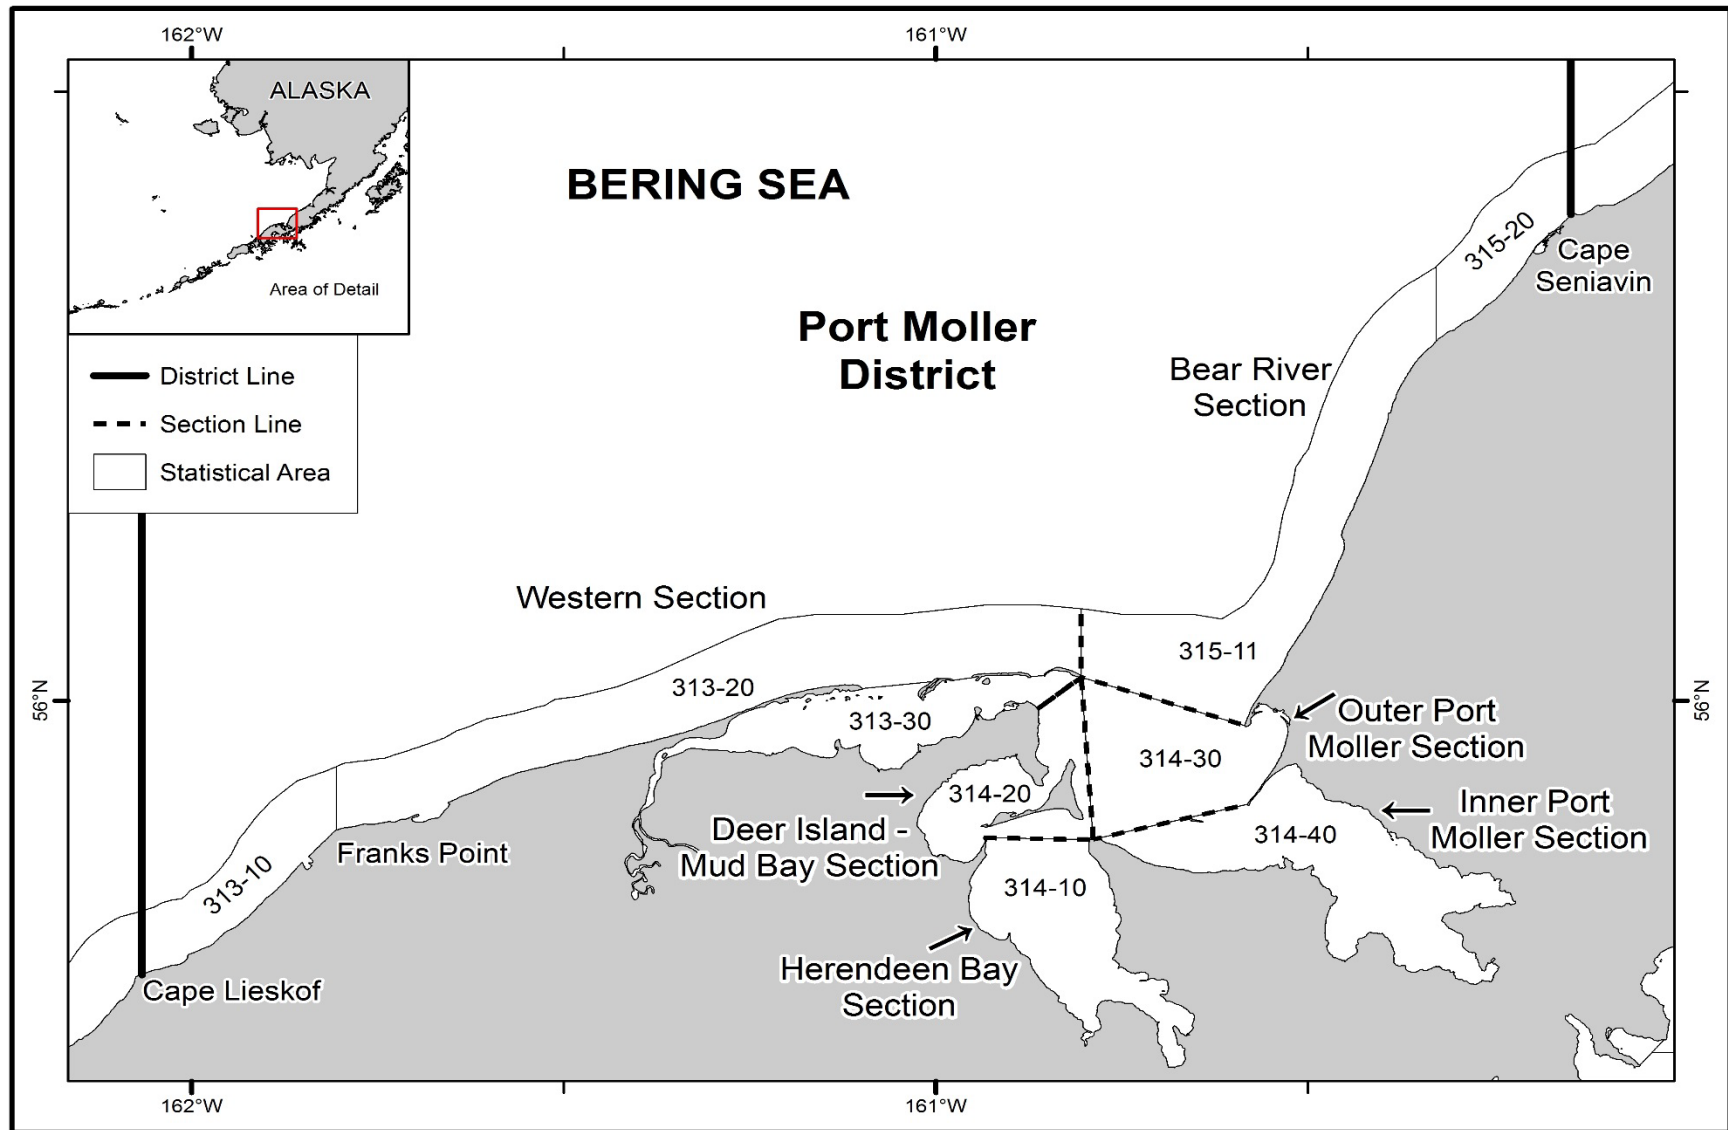 162°W
161°W
ALASKA
Area of Detail
BERING SEA
Port Moller
District
District Line
Section Line
Statistical Area
315-20
Cape
Seniavin
Bear River
Section
Western Section
315-11
313-20
56°N
56°N
313-30
Outer Port
Moller Section
314-30
314-20
Inner Port
Moller Section
Deer Island -
Mud Bay Section
314-40
Franks Point
313-10
314-10
Herendeen Bay
Section
Cape Lieskof
162°W
161°W